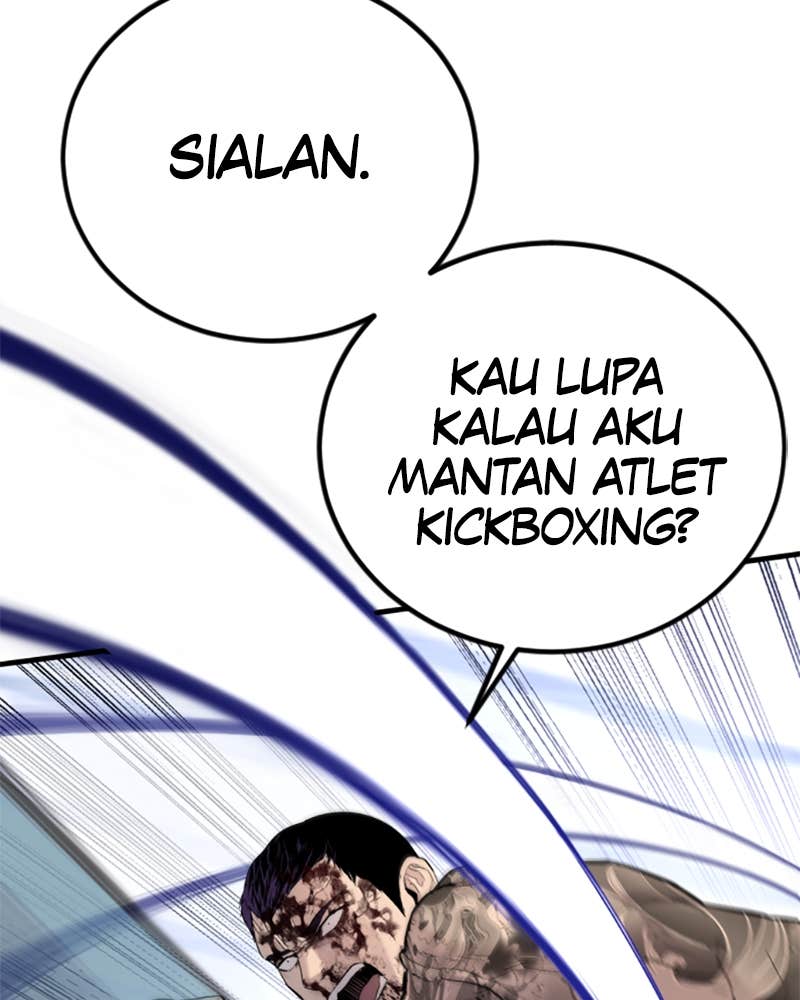 SIALAN.
KAU LUPA
KALAU AKU
MANTAN ATLET
KICKBOXING?